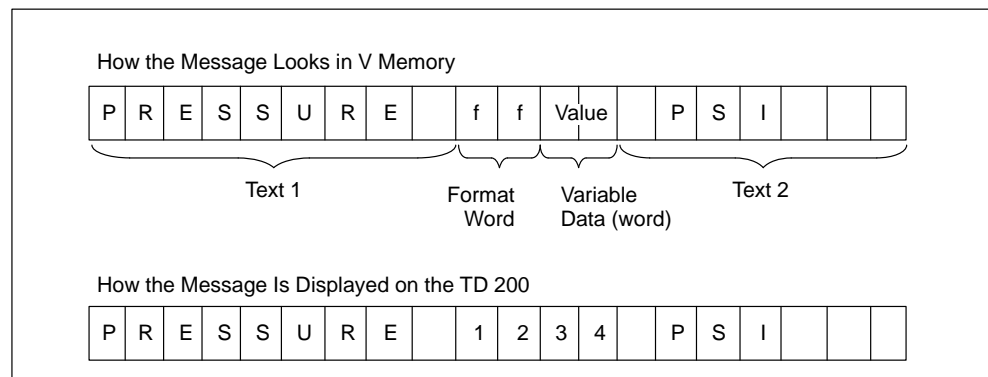 How the Message Looks in V Memory
P R E S S U R E f f Value P S I
Text 1 Format Word Variable Data (word) Text 2
How the Message Is Displayed on the TD 200
P R E S S U R E 1 2 3 4 P S I